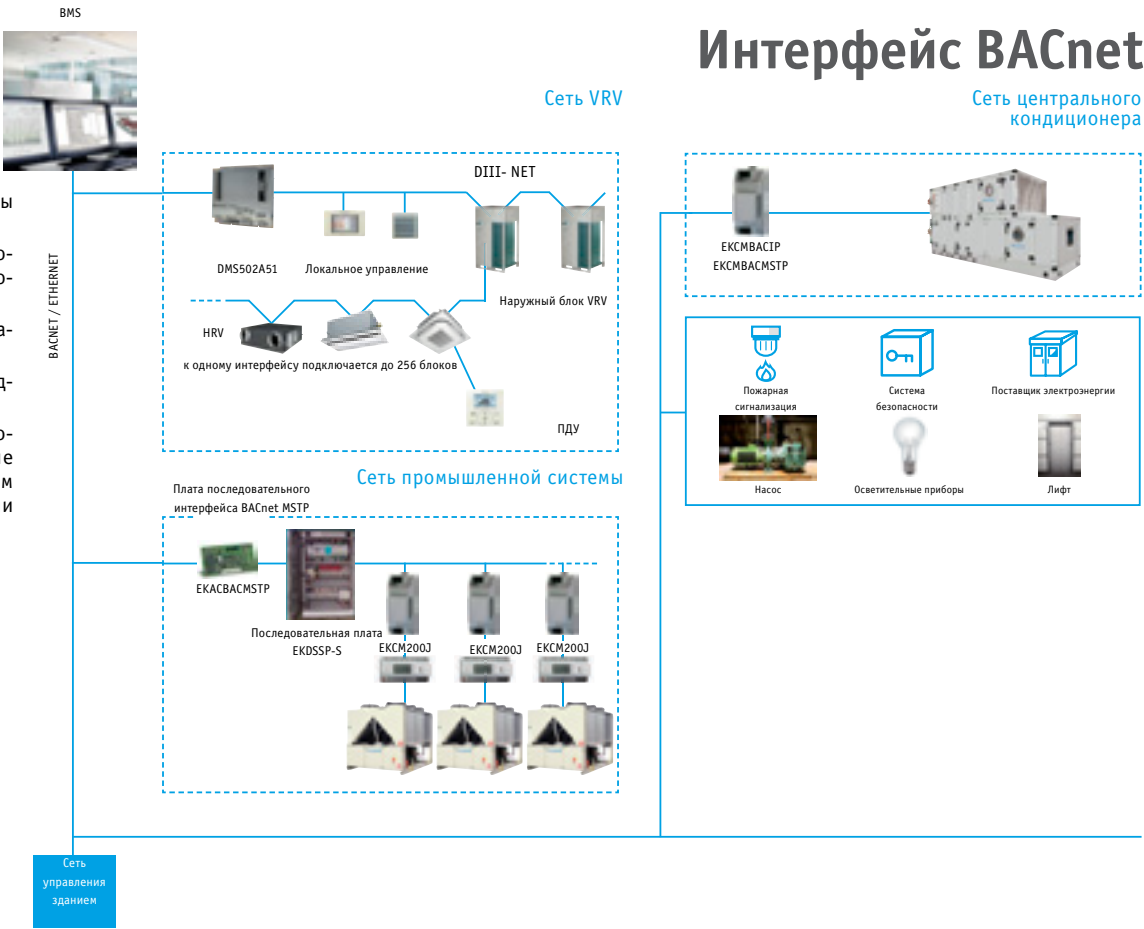 BMS
Интерфейс BACnet
Сеть VRV
Сеть центрального
кондиционера
DIII- NET
DMS502A51
Локальное управление
Наружный блок VRV
HRV
к одному интерфейсу подключается до 256 блоков
ПДУ
BACNET / ETHERNET
ы
о-
о-
а-
д-
о-
ие
м
и
EKCMBACIP
EKCMBACMSTP
Пожарная
сигнализация
Система
безопасности
Поставщик электроэнергии
Насос
Осветительные приборы
Лифт
Сеть промышленной системы
Плата последовательного
интерфейса BACnet MSTP
EKACBACMSTP
Последовательная плата
EKDSSP-S
EKCM200J
EKCM200J
EKCM200J
Сеть
управления
зданием